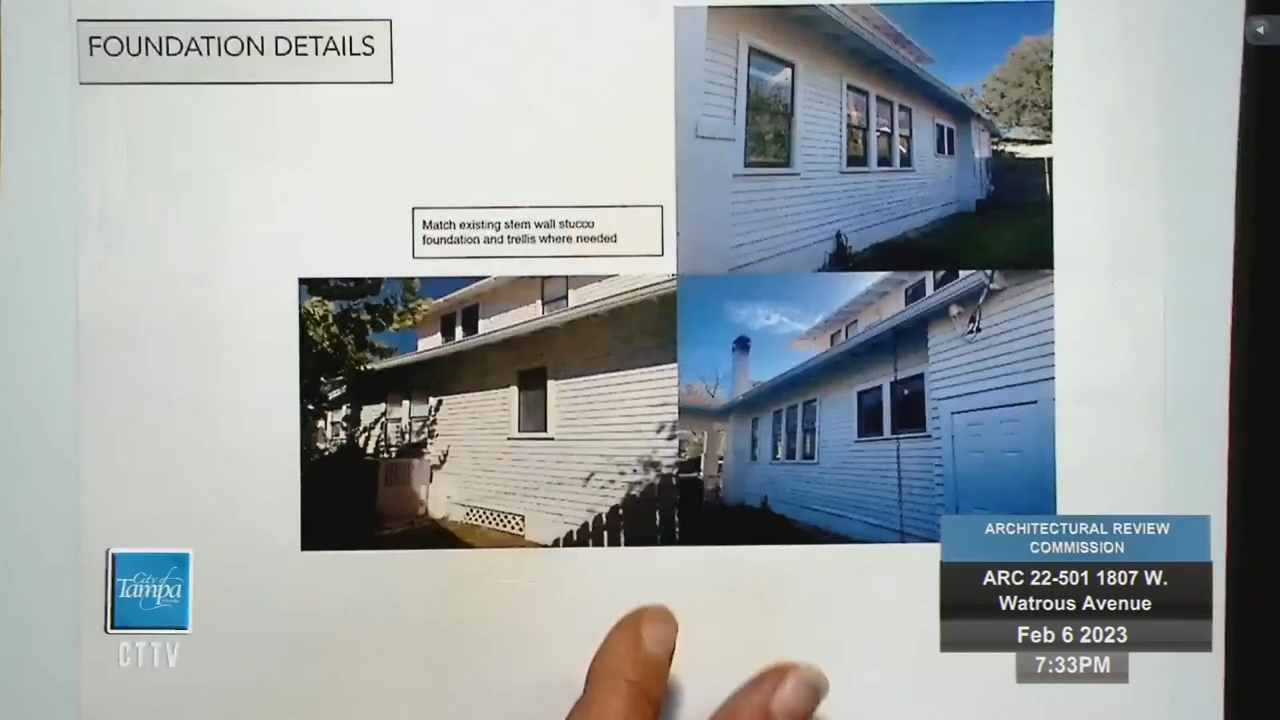 FOUNDATION DETAILS
Match existing stem wall stucco
foundation and trellis where needed
City of
Tampa
CTTV
ARCHITECTURAL REVIEW
COMMISSION
ARC 22-501 1807 W.
Watrous Avenue
Feb 6 2023
7:33PM